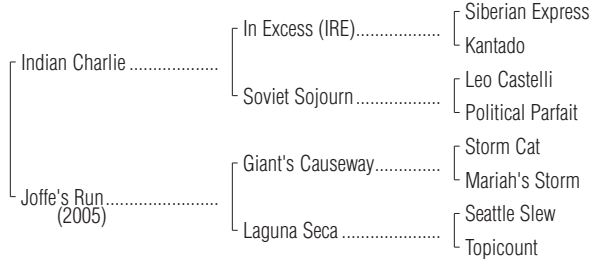 Siberian Express
In Excess (IRE)..................
Kantado
Indian Charlie ...................
Leo Castelli
Soviet Sojourn ..................
Political Parfait
Storm Cat
Giant's Causeway..............
Mariah's Storm
Joffe's Run........................
(2005)
Seattle Slew
Laguna Seca .....................
Topicount